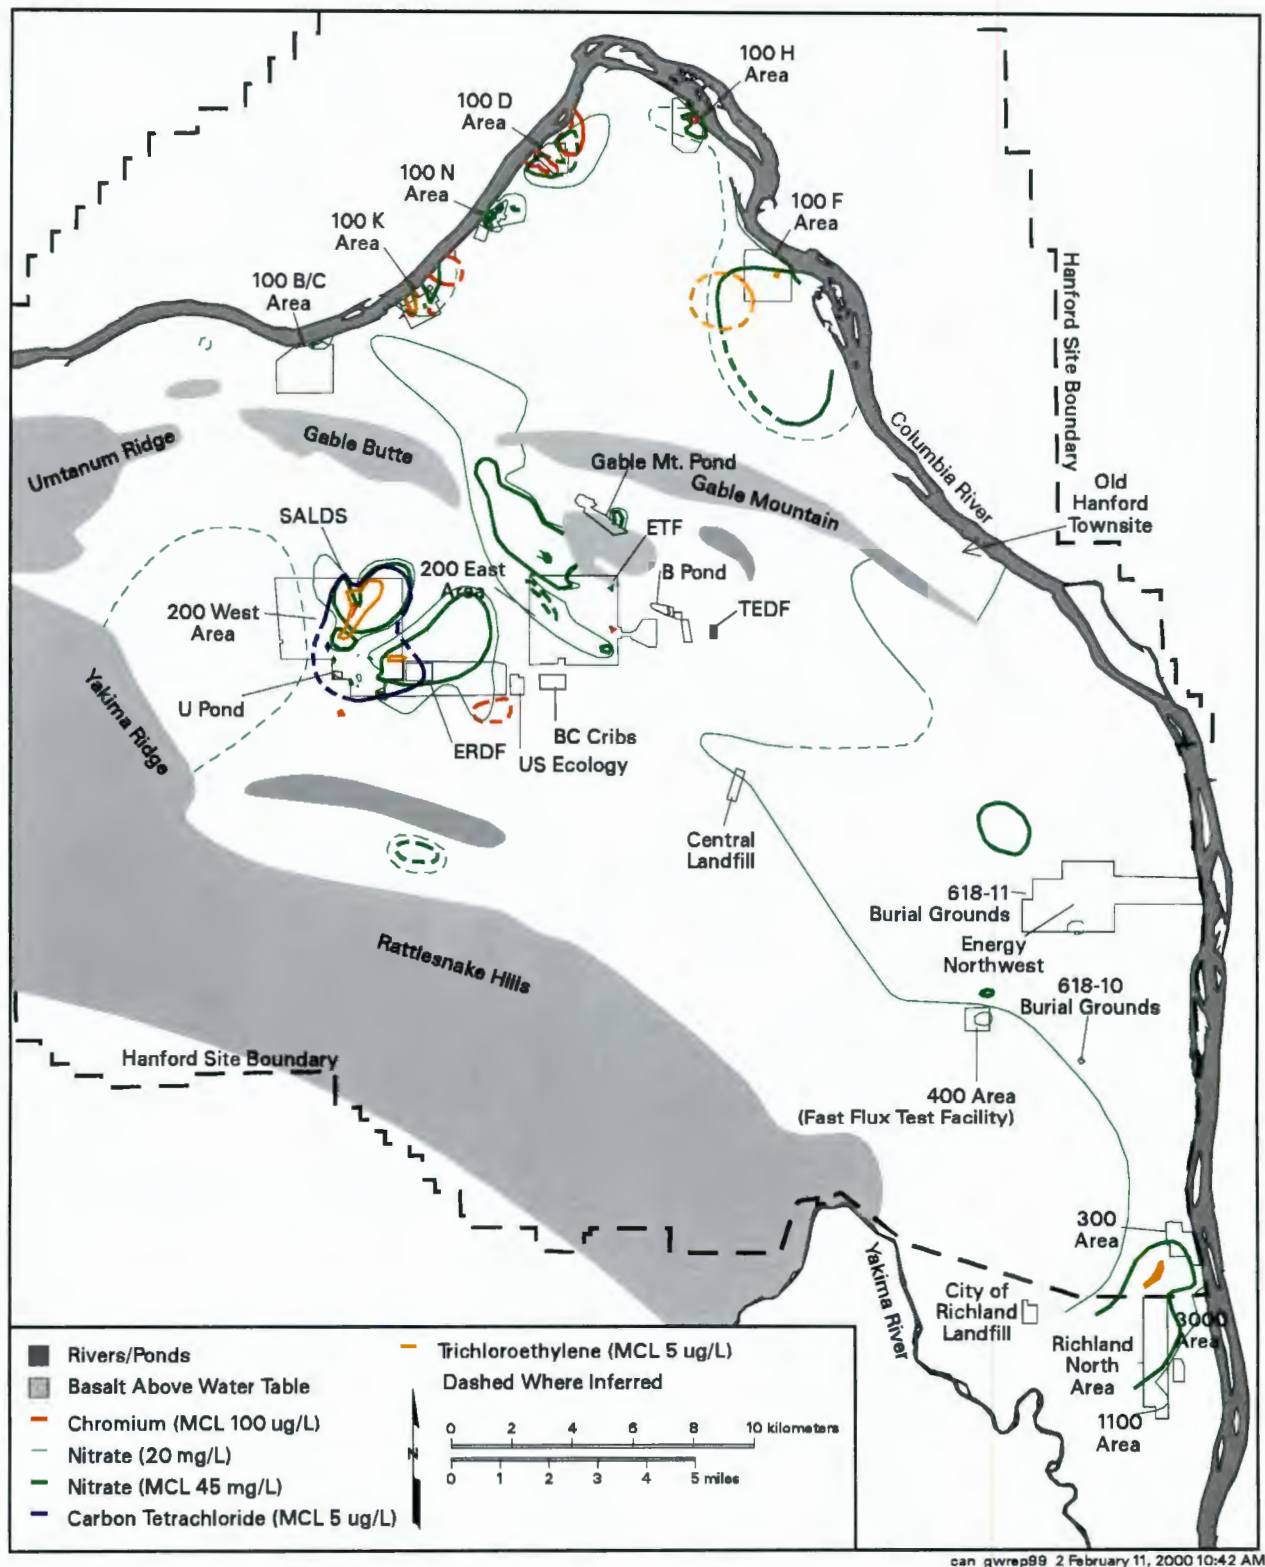 100 H
Area
100 D
Area
100 N
Area
100 F
Area
100 K
Area
100 B/C
Area
Hanford Site Boundary
Columbia River
Umtanum Ridge
Gable Butte
Gable Mt. Pond
Gable Mountain
Old
Hanford
Townsite
SALDS
ETF
200 East
Area
B Pond
TEDF
200 West
Area
Yakima Ridge
U Pond
ERDF
BC Cribs
US Ecology
Central
Landfill
618-11
Burial Grounds
Energy
Northwest
Rattlesnake Hills
618-10
Burial Grounds
Hanford Site Boundary
400 Area
(Fast Flux Test Facility)
300
Area
Yakima River
City of
Richland
Landfill
3000
Area
Richland
North
Area
1100
Area
Rivers/Ponds
Basalt Above Water Table
Chromium (MCL 100 ug/L)
Nitrate (20 mg/L)
Nitrate (MCL 45 mg/L)
Carbon Tetrachloride (MCL 5 ug/L)
Trichloroethylene (MCL 5 ug/L)
Dashed Where Inferred
N
0 2 4 6 8 10 kilometers
0 1 2 3 4 5 miles
can_gwrep99_2 February 11, 2000 10:42 AM